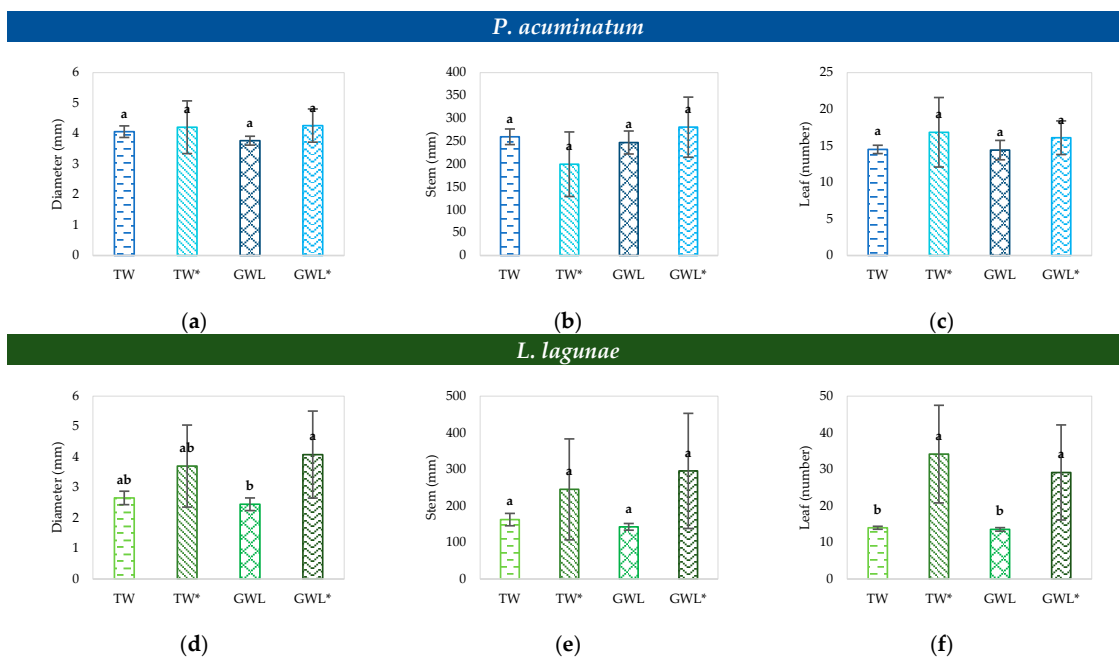 P. acuminatum
Diameter (mm)
6
5
4
3
2
1
0
a
a
a
a
TW
TW*
GWL
GWL*
(a)
Stem (mm)
400
350
300
250
200
150
100
50
0
a
a
a
a
TW
TW*
GWL
GWL*
(b)
Leaf (number)
25
20
15
10
5
0
a
a
a
a
TW
TW*
GWL
GWL*
(c)
L. lagunae
Diameter (mm)
6
5
4
3
2
1
0
ab
ab
b
a
TW
TW*
GWL
GWL*
(d)
Stem (mm)
500
400
300
200
100
0
a
a
a
a
TW
TW*
GWL
GWL*
(e)
Leaf (number)
50
40
30
20
10
0
b
a
b
a
TW
TW*
GWL
GWL*
(f)